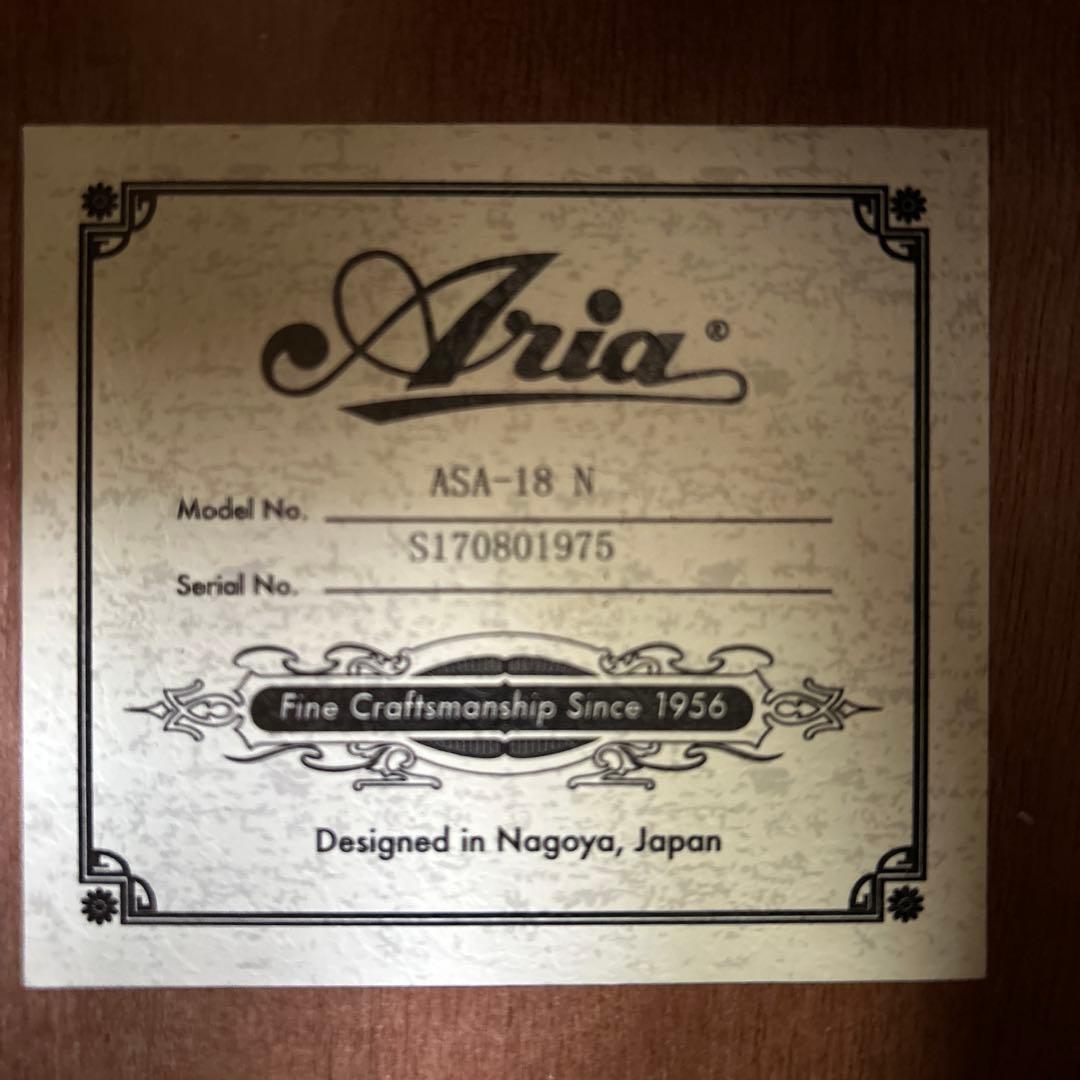 Aria®
ASA-18 N
Model No.
S170801975
Serial No.
Fine Craftsmanship Since 1956
Designed in Nagoya, Japan